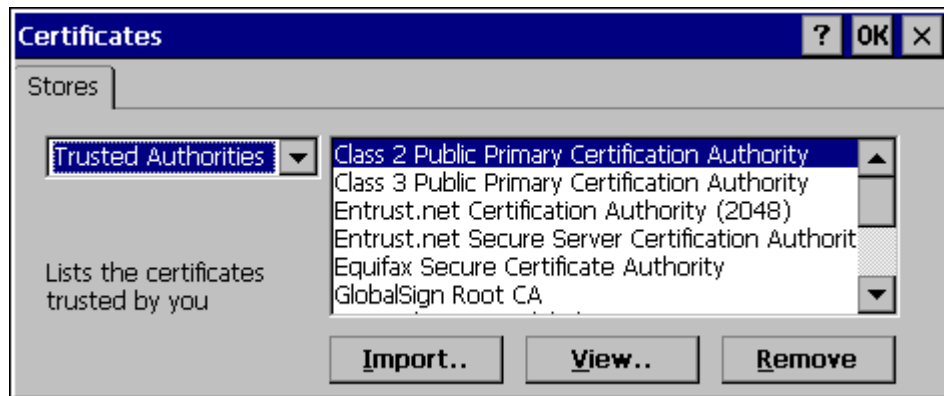 Certificates ? OK ×
Stores
Trusted Authorities
Class 2 Public Primary Certification Authority
Class 3 Public Primary Certification Authority
Entrust.net Certification Authority (2048)
Entrust.net Secure Server Certification Authorit
Equifax Secure Certificate Authority
GlobalSign Root CA
Lists the certificates
trusted by you
Import..
View..
Remove